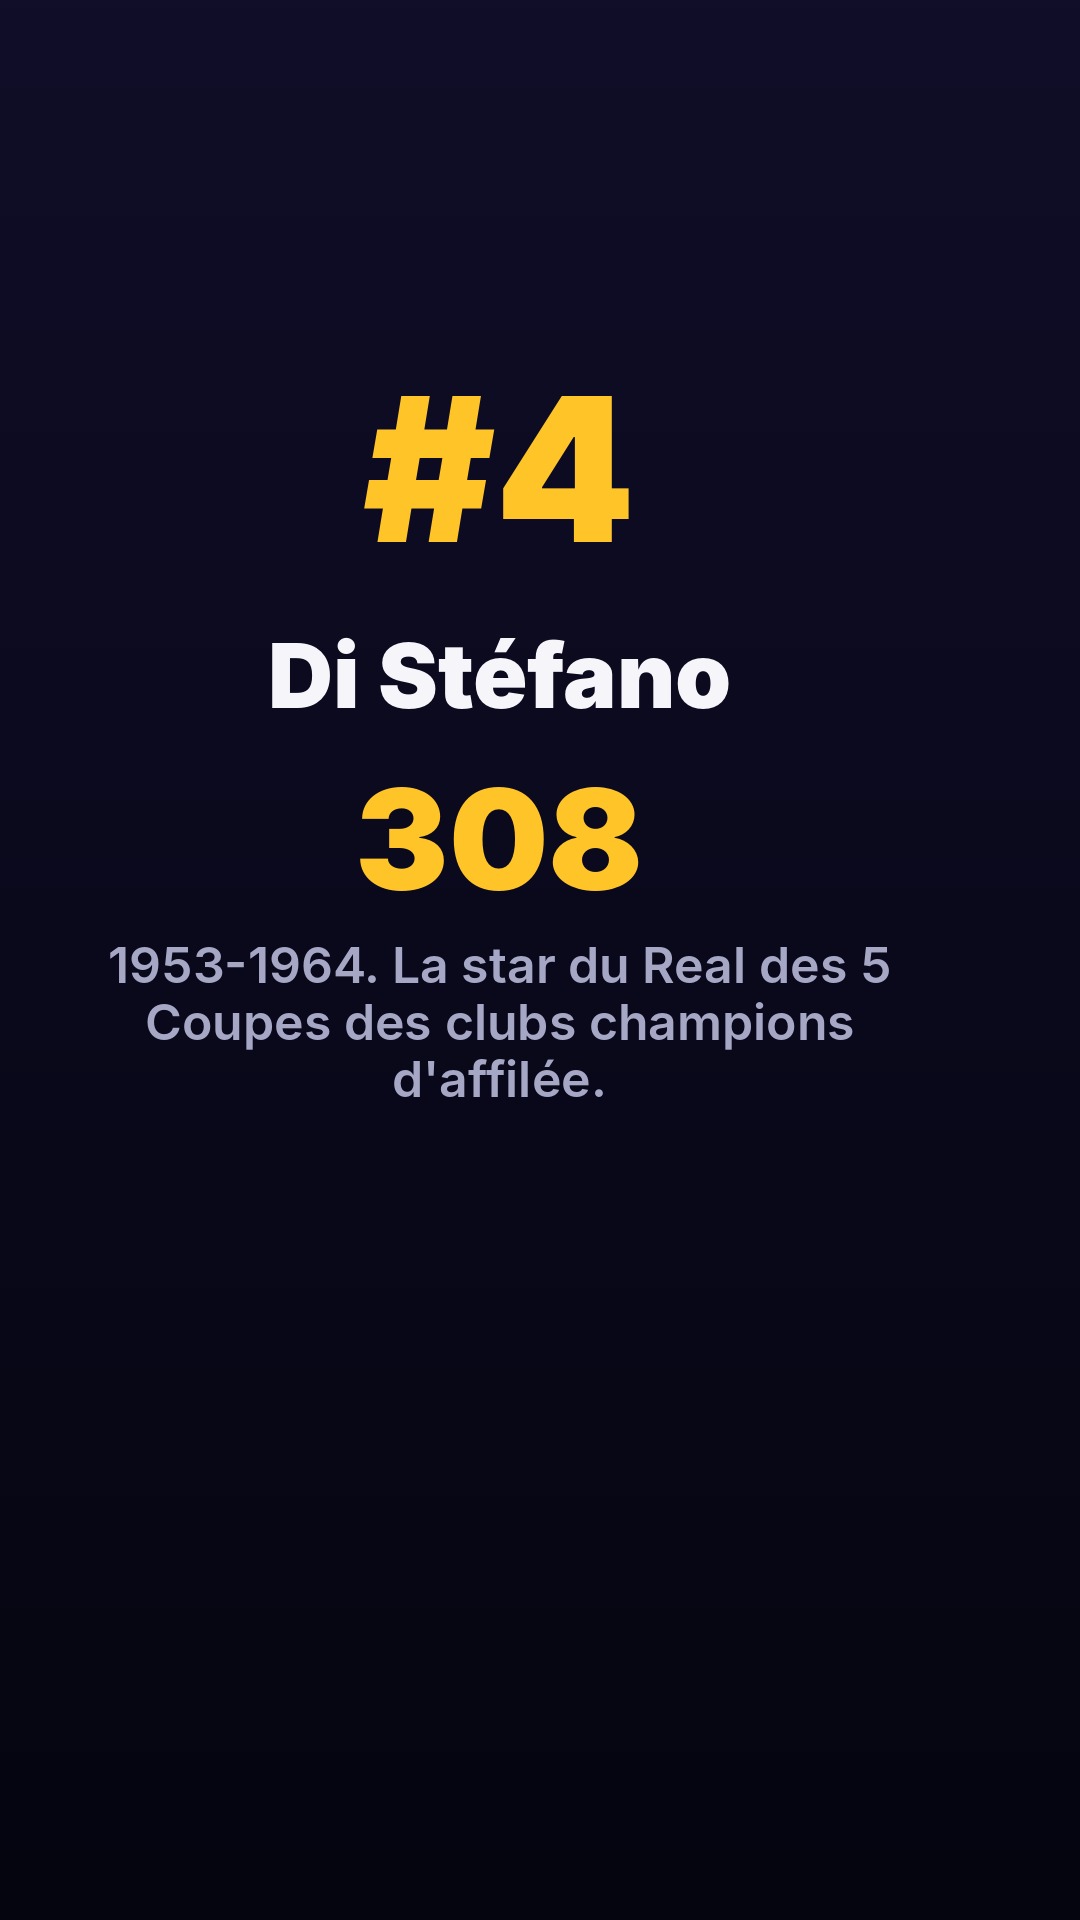 #4
Di Stéfano
308
1953-1964. La star du Real des 5
Coupes des clubs champions
d'affilée.